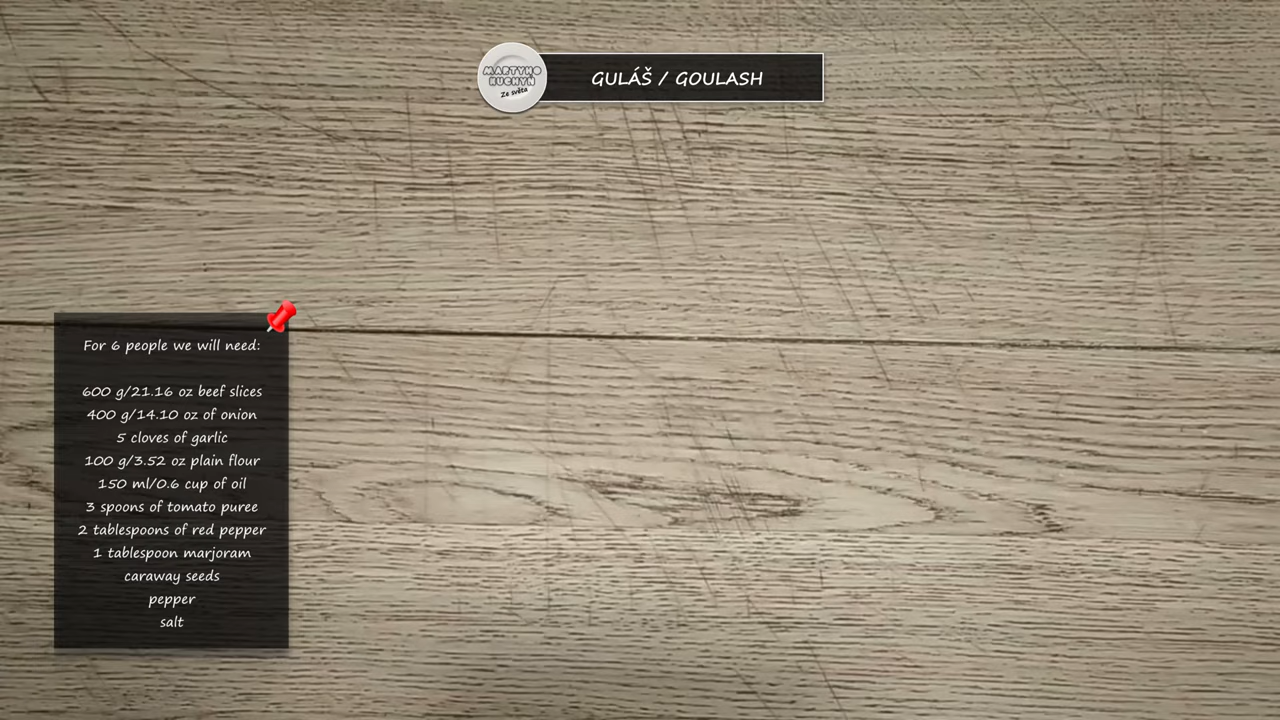 MARTYHO
KUCHYŇ
Ze světa
GULÁŠ / GOULASH
For 6 people we will need:
600 g/21.16 oz beef slices
400 g/14.10 oz of onion
5 cloves of garlic
100 g/3.52 oz plain flour
150 ml/0.6 cup of oil
3 spoons of tomato puree
2 tablespoons of red pepper
1 tablespoon marjoram
caraway seeds
pepper
salt